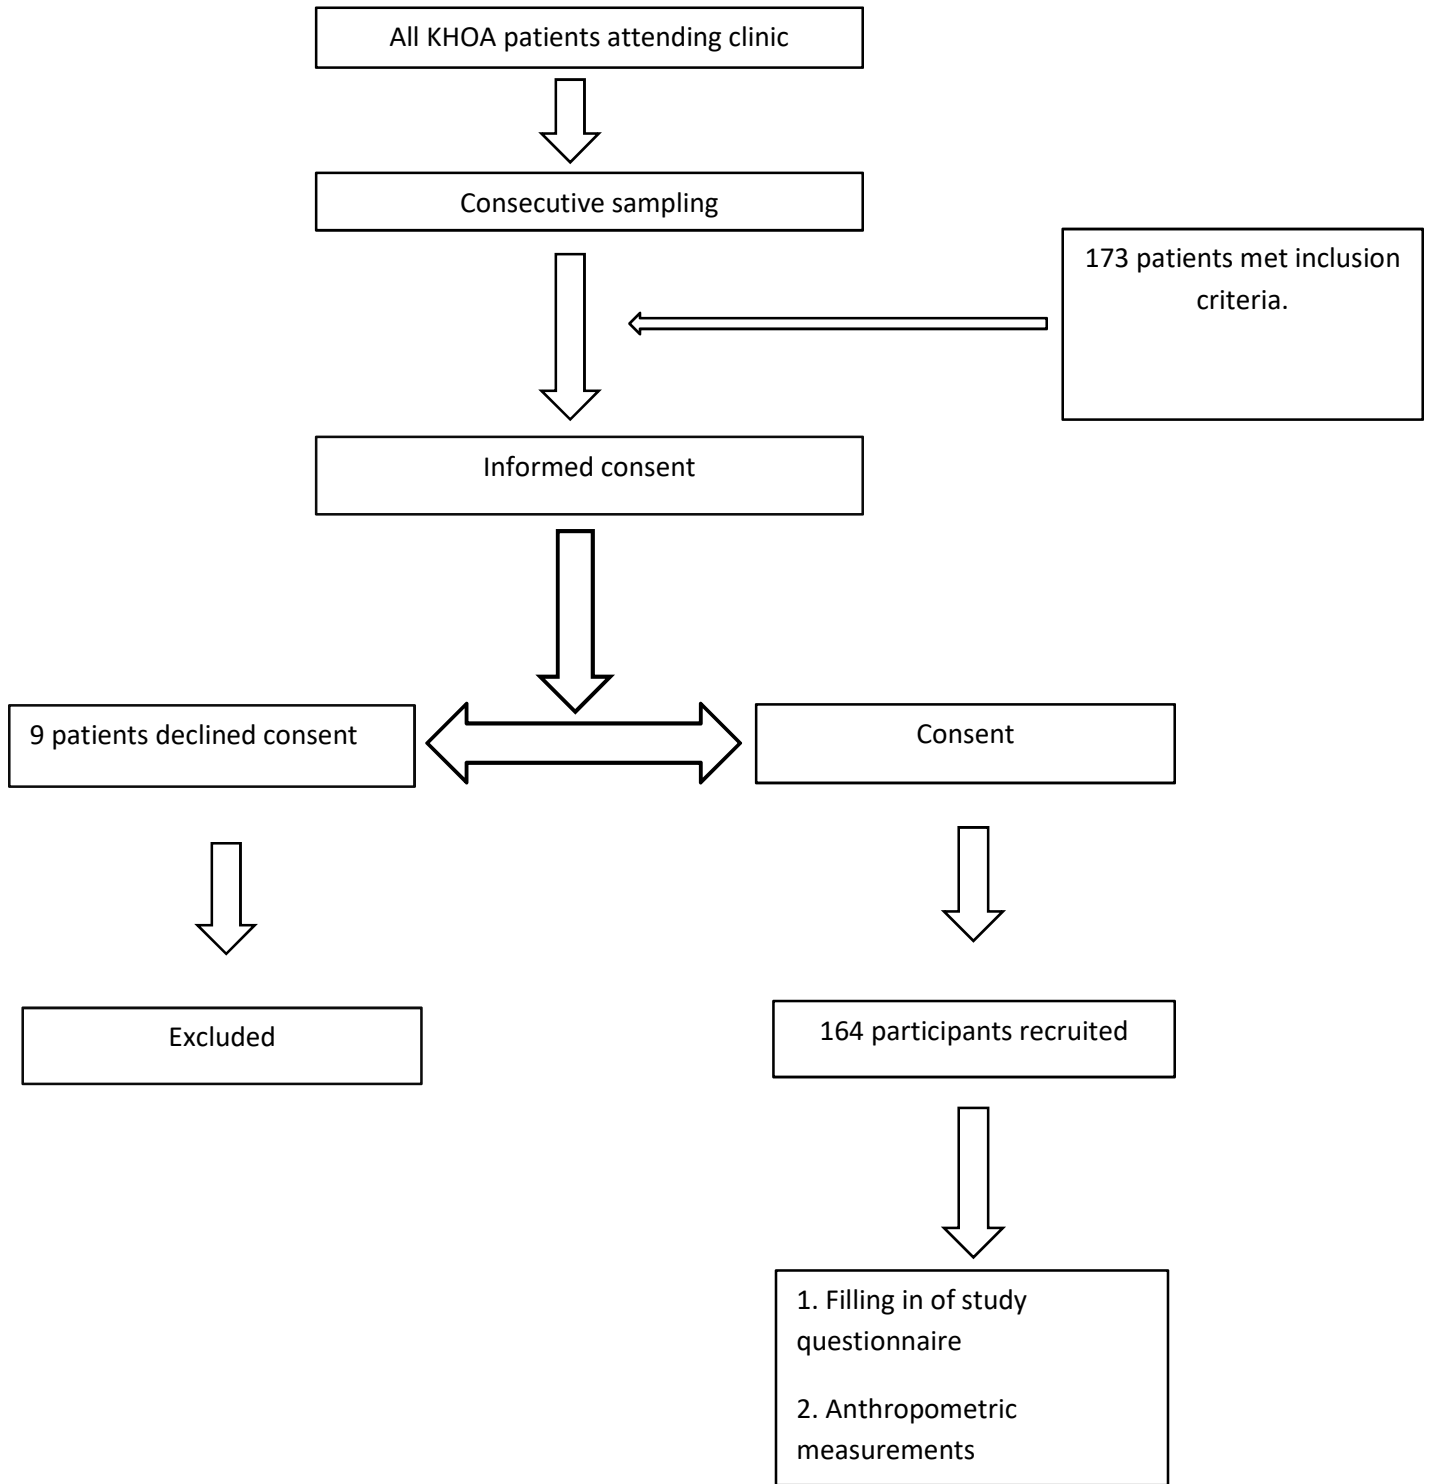 All KHOA patients attending clinic
Consecutive sampling
173 patients met inclusion
criteria.
Informed consent
9 patients declined consent
Consent
Excluded
164 participants recruited
1. Filling in of study
questionnaire
2. Anthropometric
measurements